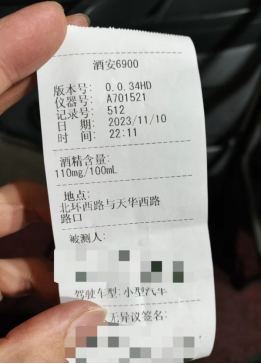 酒安6900
版本号: 0.0.34HD
仪器号: A701521
记录号: 512
日 期: 2023/11/10
时 间: 22:11
酒精含量:
110mg/100mL
地点:
北环西路与天华西路
路口
被测人:
驾驶车型: 小型汽车
无异议签名: